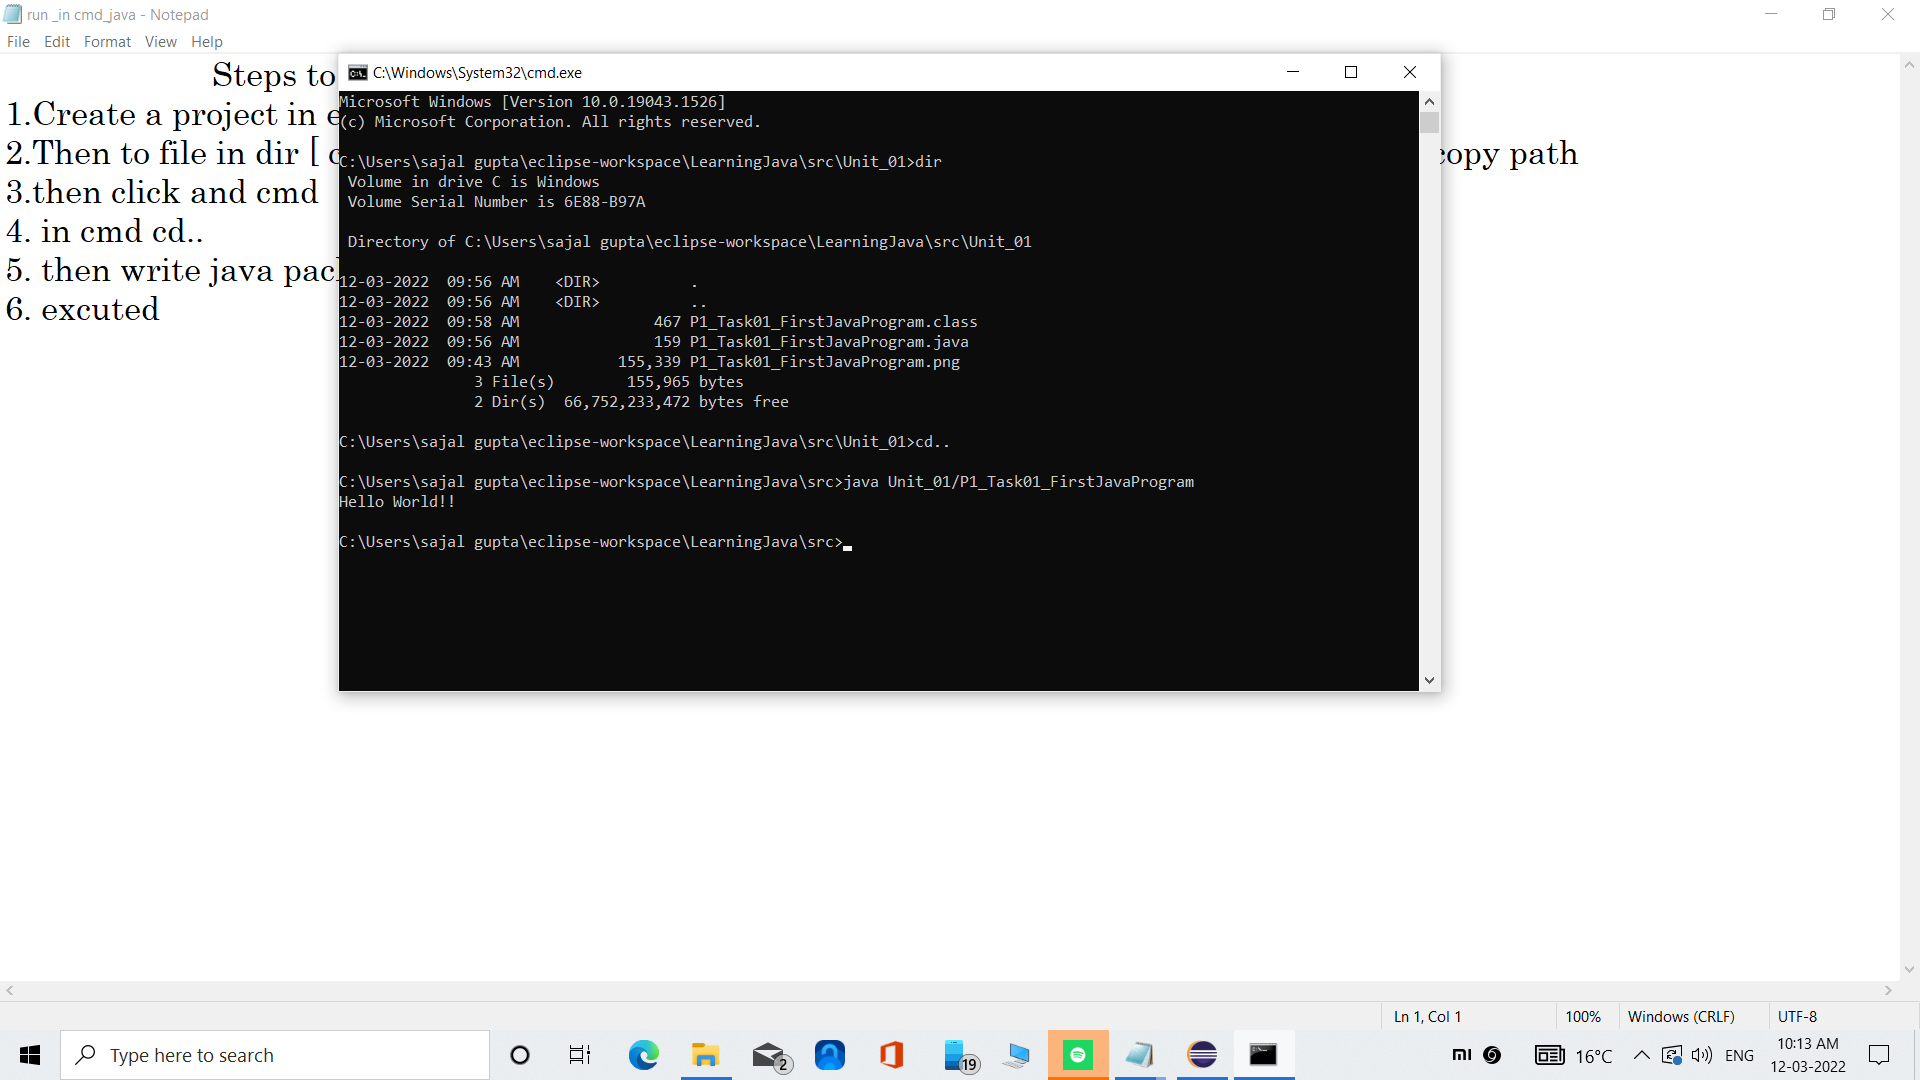 run _in cmd_java - Notepad
File Edit Format View Help
Steps to
1.Create a project in e
2.Then to file in dir [ copy path
3.then click and cmd
4. in cmd cd..
5. then write java pac
6. excuted
C:\Windows\System32\cmd.exe
Microsoft Windows [Version 10.0.19043.1526]
(c) Microsoft Corporation. All rights reserved.
C:\Users\sajal gupta\eclipse-workspace\LearningJava\src\Unit_01>dir
Volume in drive C is Windows
Volume Serial Number is 6E88-B97A
Directory of C:\Users\sajal gupta\eclipse-workspace\LearningJava\src\Unit_01
12-03-2022 09:56 AM <DIR> .
12-03-2022 09:56 AM <DIR> ..
12-03-2022 09:58 AM 467 P1_Task01_FirstJavaProgram.class
12-03-2022 09:56 AM 159 P1_Task01_FirstJavaProgram.java
12-03-2022 09:43 AM 155,339 P1_Task01_FirstJavaProgram.png
3 File(s) 155,965 bytes
2 Dir(s) 66,752,233,472 bytes free
C:\Users\sajal gupta\eclipse-workspace\LearningJava\src\Unit_01>cd..
C:\Users\sajal gupta\eclipse-workspace\LearningJava\src>java Unit_01/P1_Task01_FirstJavaProgram
Hello World!!
C:\Users\sajal gupta\eclipse-workspace\LearningJava\src>
Ln 1, Col 1 100% Windows (CRLF) UTF-8
Type here to search
2
19
16°C
ENG
10:13 AM
12-03-2022